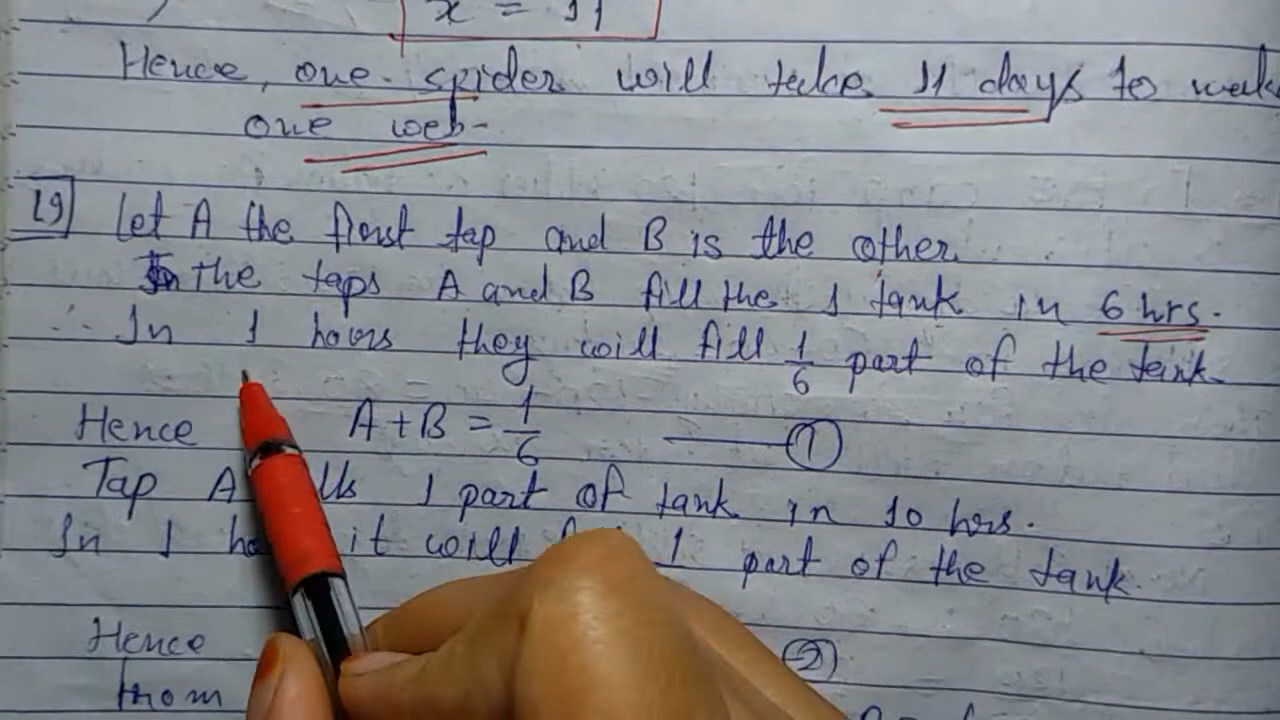 x = 11
Hence, one spider will take 11 days to
one web-
19 Let A the first tap and B is the other.
In the taps A and B fill the 1 tank in 6 hrs.
∴ In 1 hours they will fill 1/6 part of the tank.
Hence A + B = 1/6 ——— ①
Tap A 1 part of tank in 10 hrs.
In 1 it will 1 part of the tank.
Hence ②
from